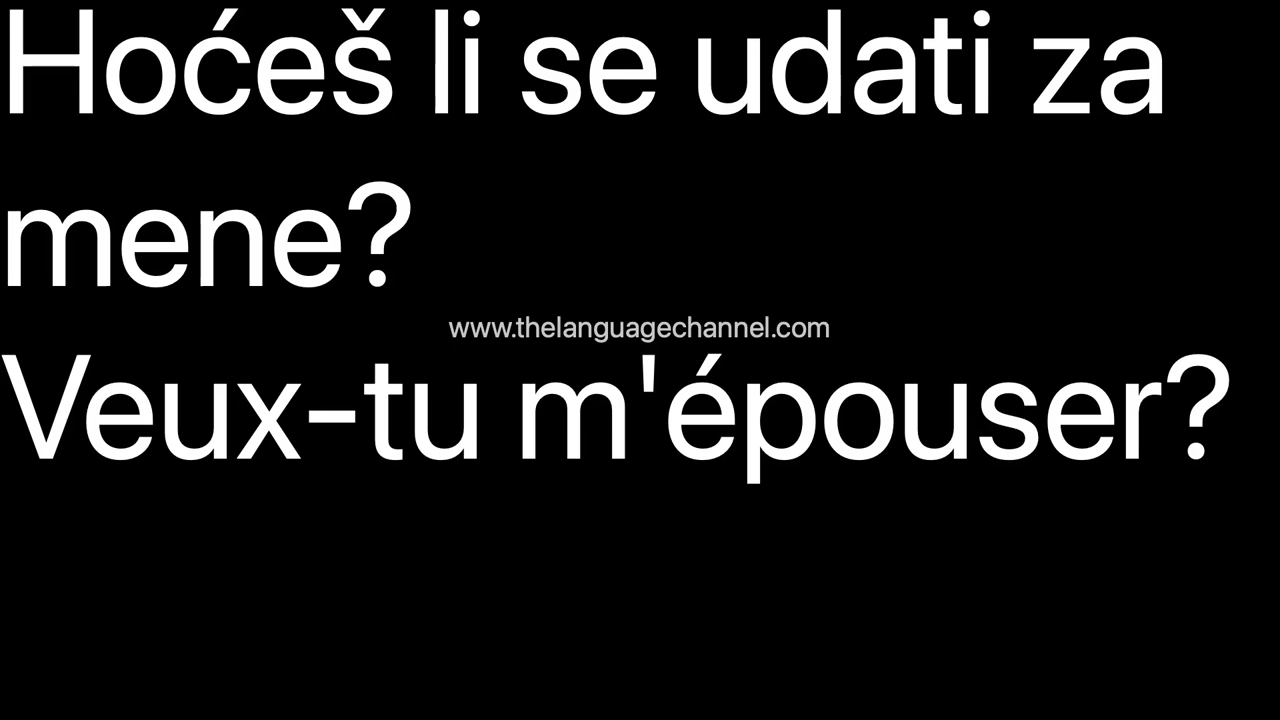 Hoćeš li se udati za
mene?
www.thelanguagechannel.com
Veux-tu m'épouser?